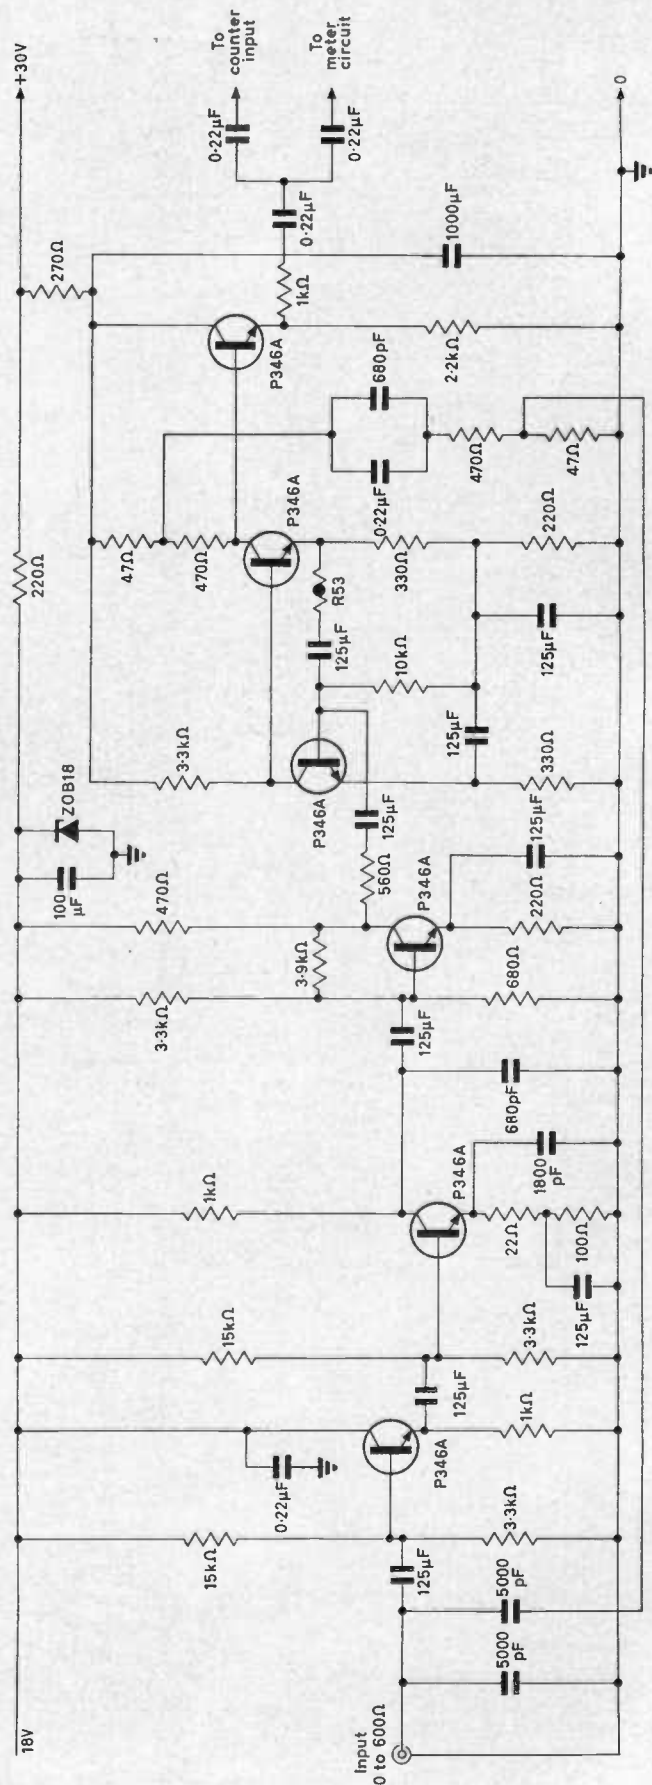 18V
+30V
220Ω
270Ω
100
µF
ZOB18
15kΩ
0·22µF
15kΩ
1kΩ
3·3kΩ
470Ω
3·9kΩ
3·3kΩ
47Ω
470Ω
P346A
0·22µF
To
counter
input
0·22µF
To
meter
circuit
0·22µF
1kΩ
P346A
P346A
R53
125µF
560Ω
125µF
10kΩ
330Ω
680pF
0·22µF
2·2kΩ
1000µF
Input
0 to 600Ω
125µF
P346A
125µF
P346A
125µF
P346A
125µF
470Ω
5000
pF
5000
pF
3·3kΩ
1kΩ
3·3kΩ
22Ω
125µF
100Ω
1800
pF
680pF
680Ω
220Ω
125µF
330Ω
125µF
220Ω
47Ω
0